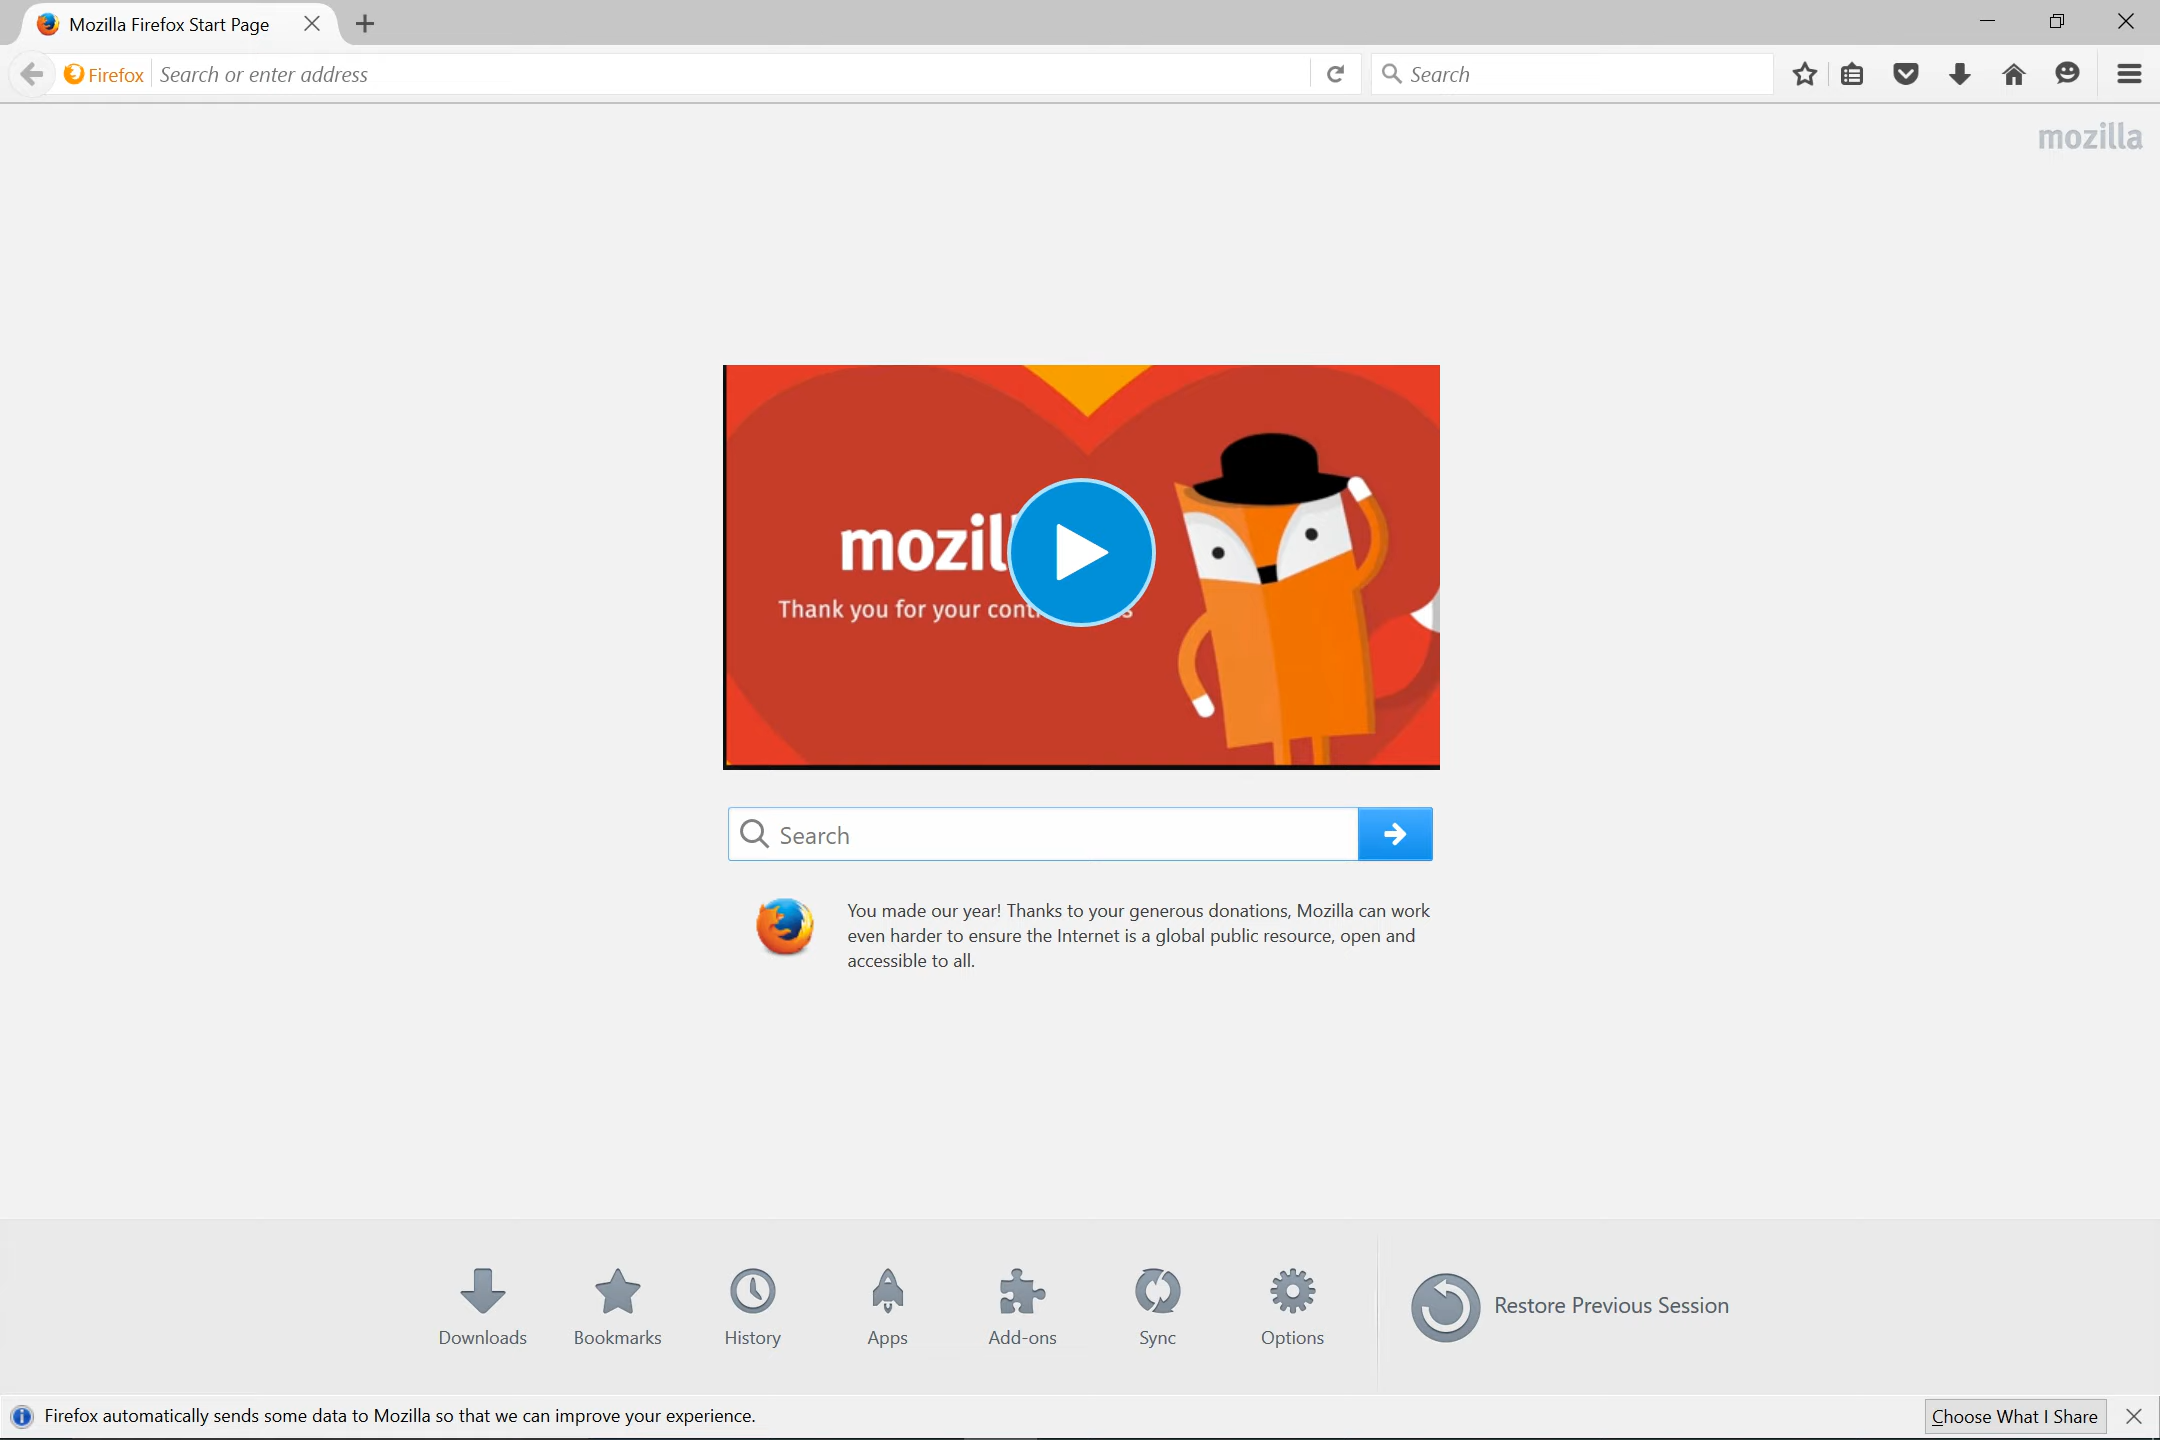 Mozilla Firefox Start Page
Firefox
Search or enter address
Search
mozilla
mozil
Thank you for your
Search
You made our year! Thanks to your generous donations, Mozilla can work
even harder to ensure the Internet is a global public resource, open and
accessible to all.
Downloads
Bookmarks
History
Apps
Add-ons
Sync
Options
Restore Previous Session
Firefox automatically sends some data to Mozilla so that we can improve your experience.
Choose What I Share